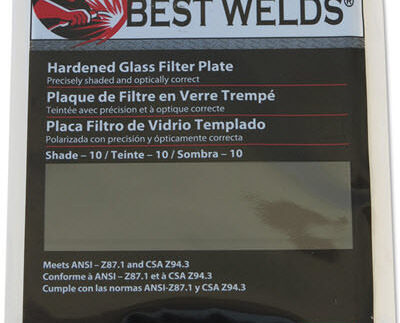 BEST WELDS®
Hardened Glass Filter Plate
Precisely shaded and optically correct
Plaque de Filtre en Verre Trempé
Teintée avec précision et à optique correcte
Placa Filtro de Vidrio Templado
Polarizada con precisión y ópticamente correcta
Shade – 10 / Teinte – 10 / Sombra – 10
Meets ANSI – Z87.1 and CSA Z94.3
Conforme à ANSI – Z87.1 et à CSA Z94.3
Cumple con las normas ANSI-Z87.1 y CSA Z94.3